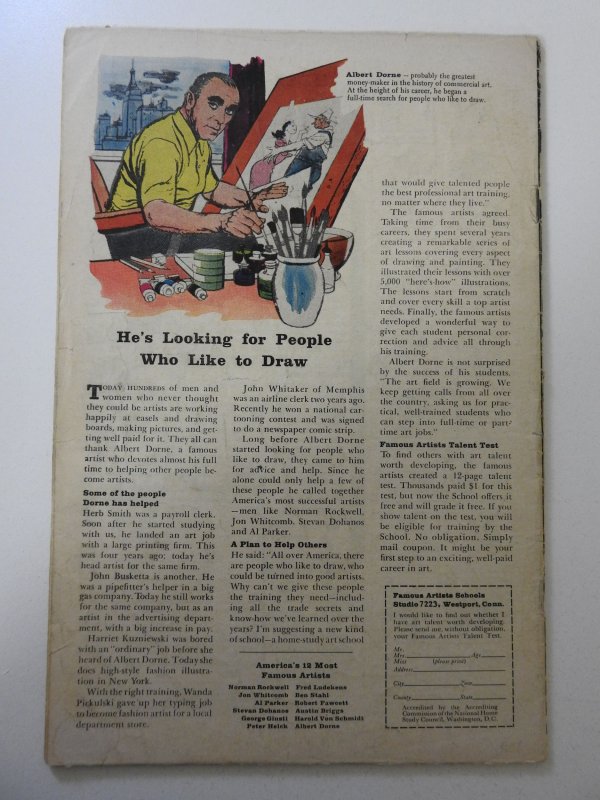 Albert Dorne – probably the greatest
money-maker in the history of commercial art.
At the height of his career, he began a
full-time search for people who like to draw.
He's Looking for People
Who Like to Draw
TODAY HUNDREDS of men and
women who never thought
they could be artists are working
happily at easels and drawing
boards, making pictures, and get-
ting well paid for it. They all can
thank Albert Dorne, a famous
artist who devotes almost his full
time to helping other people be-
come artists.
Some of the people
Dorne has helped
Herb Smith was a payroll clerk.
Soon after he started studying
with us, he landed an art job
with a large printing firm. This
was four years ago; today he's
head artist for the same firm.
John Busketta is another. He
was a pipefitter's helper in a big
gas company. Today he still works
for the same company, but as an
artist in the advertising depart-
ment, with a big increase in pay.
Harriet Kuzniewski was bored
with an "ordinary" job before she
heard of Albert Dorne. Today she
does high-style fashion illustra-
tion in New York.
With the right training, Wanda
Pickulski gave up her typing job
to become fashion artist for a local
department store.
John Whitaker of Memphis
was an airline clerk two years ago.
Recently he won a national car-
tooning contest and was signed
to do a newspaper comic strip.
Long before Albert Dorne
started looking for people who
like to draw, they came to him
for advice and help. Since he
alone could only help a few of
these people he called together
America's most successful artists
—men like Norman Rockwell,
Jon Whitcomb, Stevan Dohanos
and Al Parker.
A Plan to Help Others
He said: "All over America, there
are people who like to draw, who
could be turned into good artists.
Why can't we give these people
the training they need—includ-
ing all the trade secrets and
know-how we've learned over the
years? I'm suggesting a new kind
of school—a home-study art school
America's 12 Most
Famous Artists
Norman Rockwell Fred Ludekens
Jon Whitcomb Ben Stahl
Al Parker Robert Fawcett
Stevan Dohanos Austin Briggs
George Giusti Harold Von Schmidt
Peter Helck Albert Dorne
that would give talented people
the best professional art training,
no matter where they live."
The famous artists agreed.
Taking time from their busy
careers, they spent several years
creating a remarkable series of
art lessons covering every aspect
of drawing and painting. They
illustrated their lessons with over
5,000 "here's-how" illustrations.
The lessons start from scratch
and cover every skill a top artist
needs. Finally, the famous artists
developed a wonderful way to
give each student personal cor-
rection and advice all through
his training.
Albert Dorne is not surprised
by the success of his students.
"The art field is growing. We
keep getting calls from all over
the country, asking us for prac-
tical, well-trained students who
can step into full-time or part-
time art jobs."
Famous Artists Talent Test
To find others with art talent
worth developing, the famous
artists created a 12-page talent
test. Thousands paid $1 for this
test, but now the School offers it
free and will grade it free. If you
show talent on the test, you will
be eligible for training by the
School. No obligation. Simply
mail coupon. It might be your
first step to an exciting, well-paid
career in art.
Famous Artists Schools
Studio 7223, Westport, Conn.
I would like to find out whether I
have art talent worth developing.
Please send me, without obligation,
your Famous Artists Talent Test.
Mr.
Mrs. Age
Miss (please print)
Address
City Zone
County State
Accredited by the Accrediting
Commission of the National Home
Study Council, Washington, D.C.